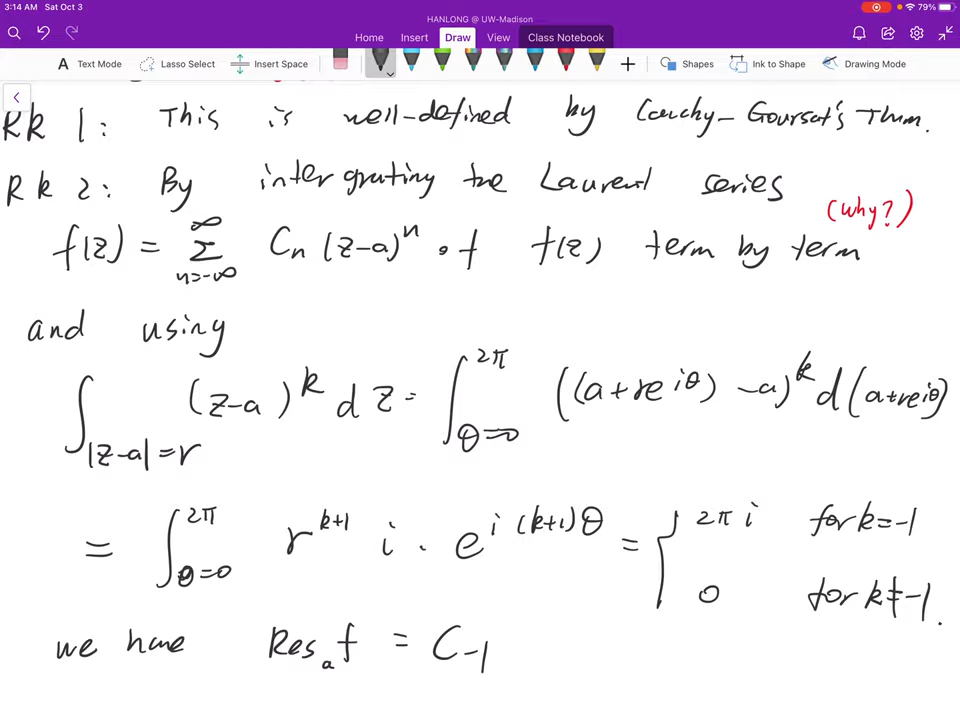 3:14 AM Sat Oct 3
79%
HANLONG @ UW-Madison
Home Insert Draw View Class Notebook
A Text Mode Lasso Select Insert Space Shapes Ink to Shape Drawing Mode
Rk 1: This is well-defined by Cauchy-Goursat's Thm.
Rk 2: By intergrating the Laurent series
(why?)
f(z) = ∑_{n=-∞}^{∞} C_n (z-a)^n of f(z) term by term
and using
∫_{|z-a|=r} (z-a)^k dz = ∫_{θ=0}^{2π} ((a+re^{iθ})-a)^k d(a+re^{iθ})
= ∫_{θ=0}^{2π} r^{k+1} i · e^{i(k+1)θ} = { 2πi for k=-1
0 for k≠-1.
we have Res_a f = C_{-1}